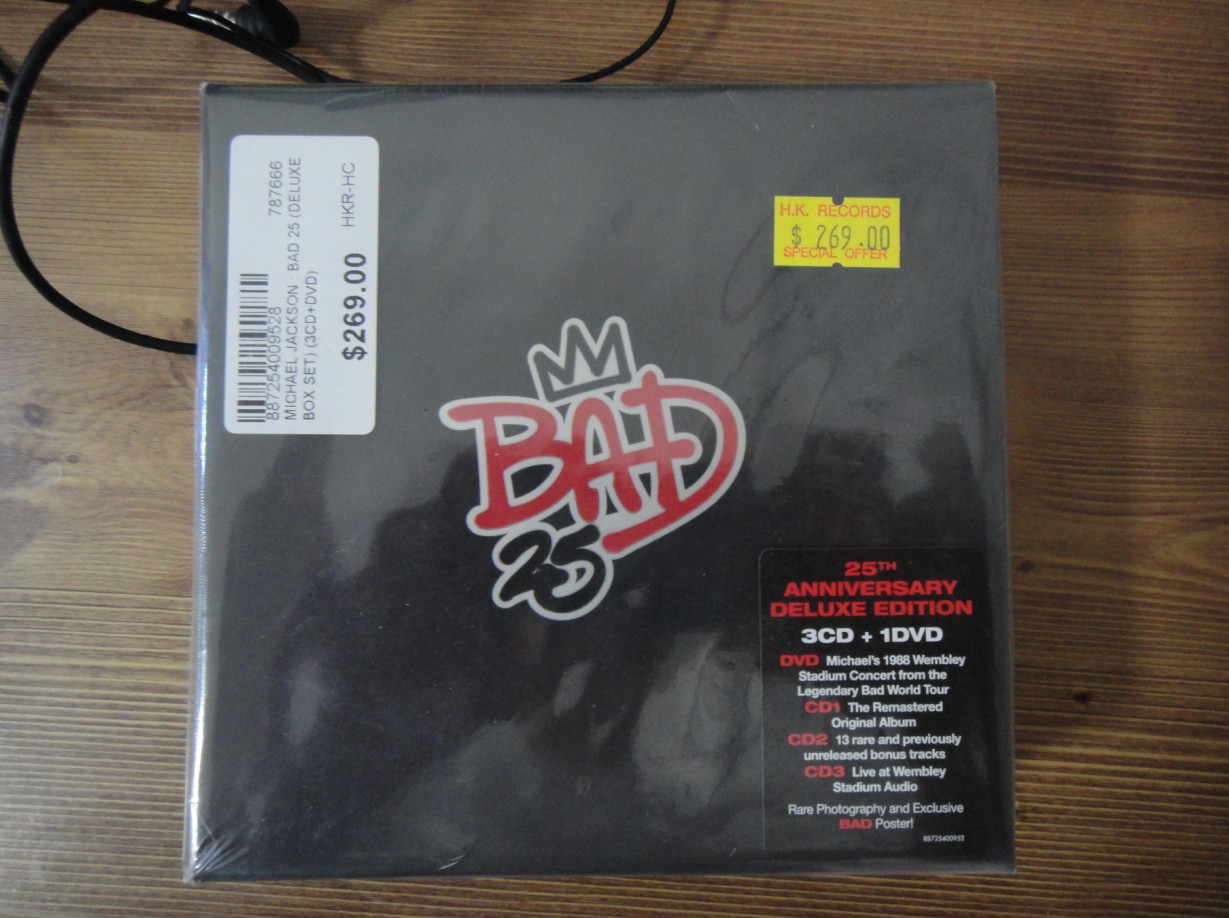 787666
887254009528
MICHAEL JACKSON : BAD 25 (DELUXE
BOX SET) (3CD+DVD)
$269.00 HKR-HC
H.K. RECORDS
$ 269.00
SPECIAL OFFER
BAD
25
25TH
ANNIVERSARY
DELUXE EDITION
3CD + 1DVD
DVD Michael's 1988 Wembley
Stadium Concert from the
Legendary Bad World Tour
CD1 The Remastered
Original Album
CD2 13 rare and previously
unreleased bonus tracks
CD3 Live at Wembley
Stadium Audio
Rare Photography and Exclusive
BAD Poster!
88725400952